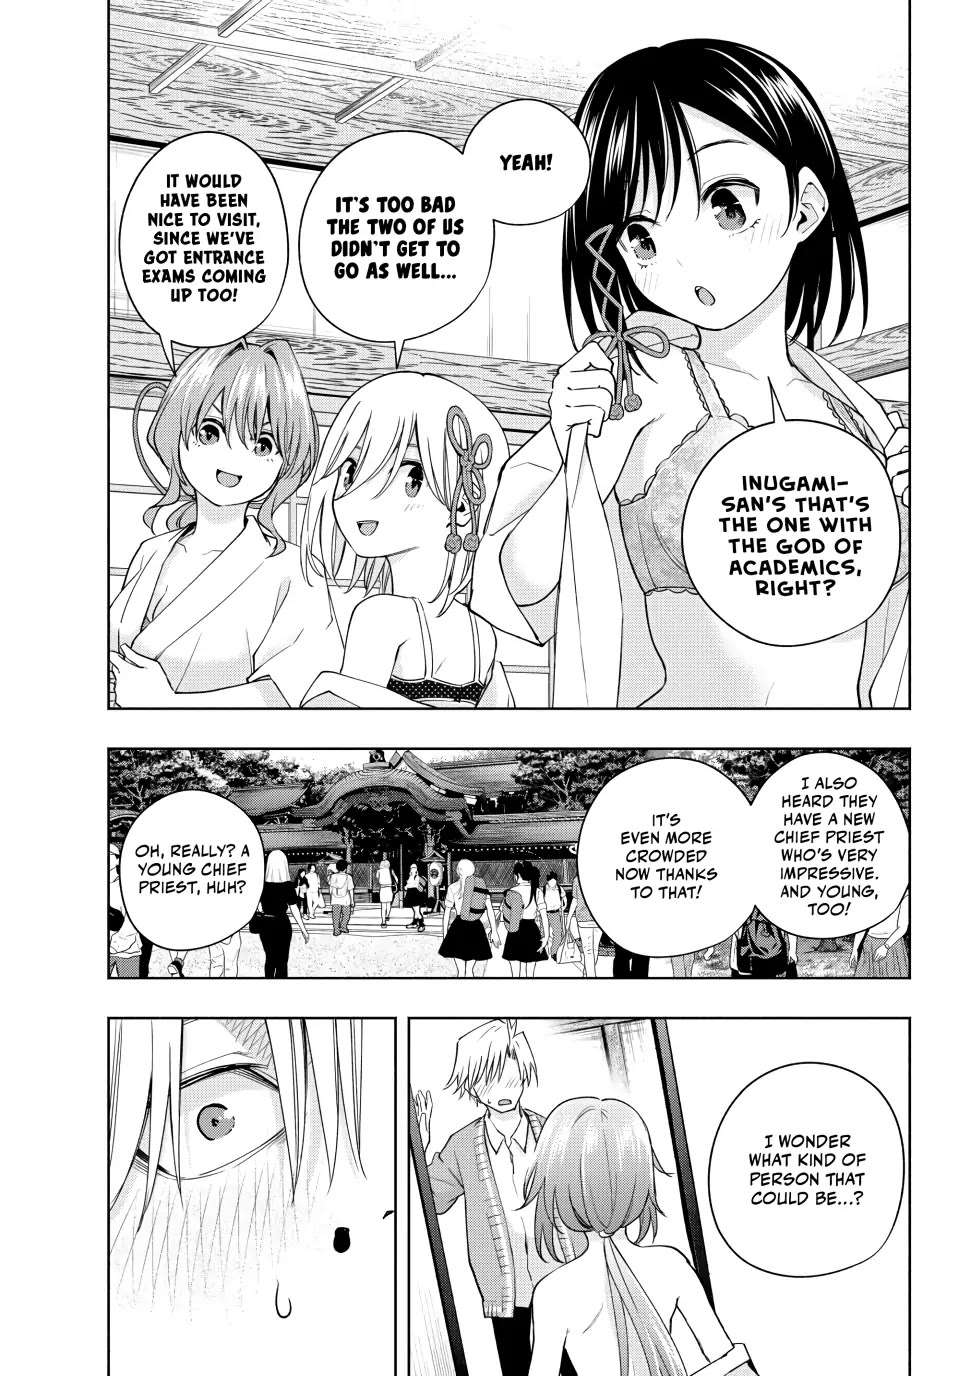 INUGAMI-
SAN'S THAT'S
THE ONE WITH
THE GOD OF
ACADEMICS,
RIGHT?
YEAH!
IT'S TOO BAD
THE TWO OF US
DIDN'T GET TO
GO AS WELL...
IT WOULD
HAVE BEEN
NICE TO VISIT,
SINCE WE'VE
GOT ENTRANCE
EXAMS COMING
UP TOO!
I ALSO
HEARD THEY
HAVE A NEW
CHIEF PRIEST
WHO'S VERY
IMPRESSIVE.
AND YOUNG,
TOO!
IT'S
EVEN MORE
CROWDED
NOW THANKS
TO THAT!
OH, REALLY? A
YOUNG CHIEF
PRIEST, HUH?
I WONDER
WHAT KIND OF
PERSON THAT
COULD BE...?